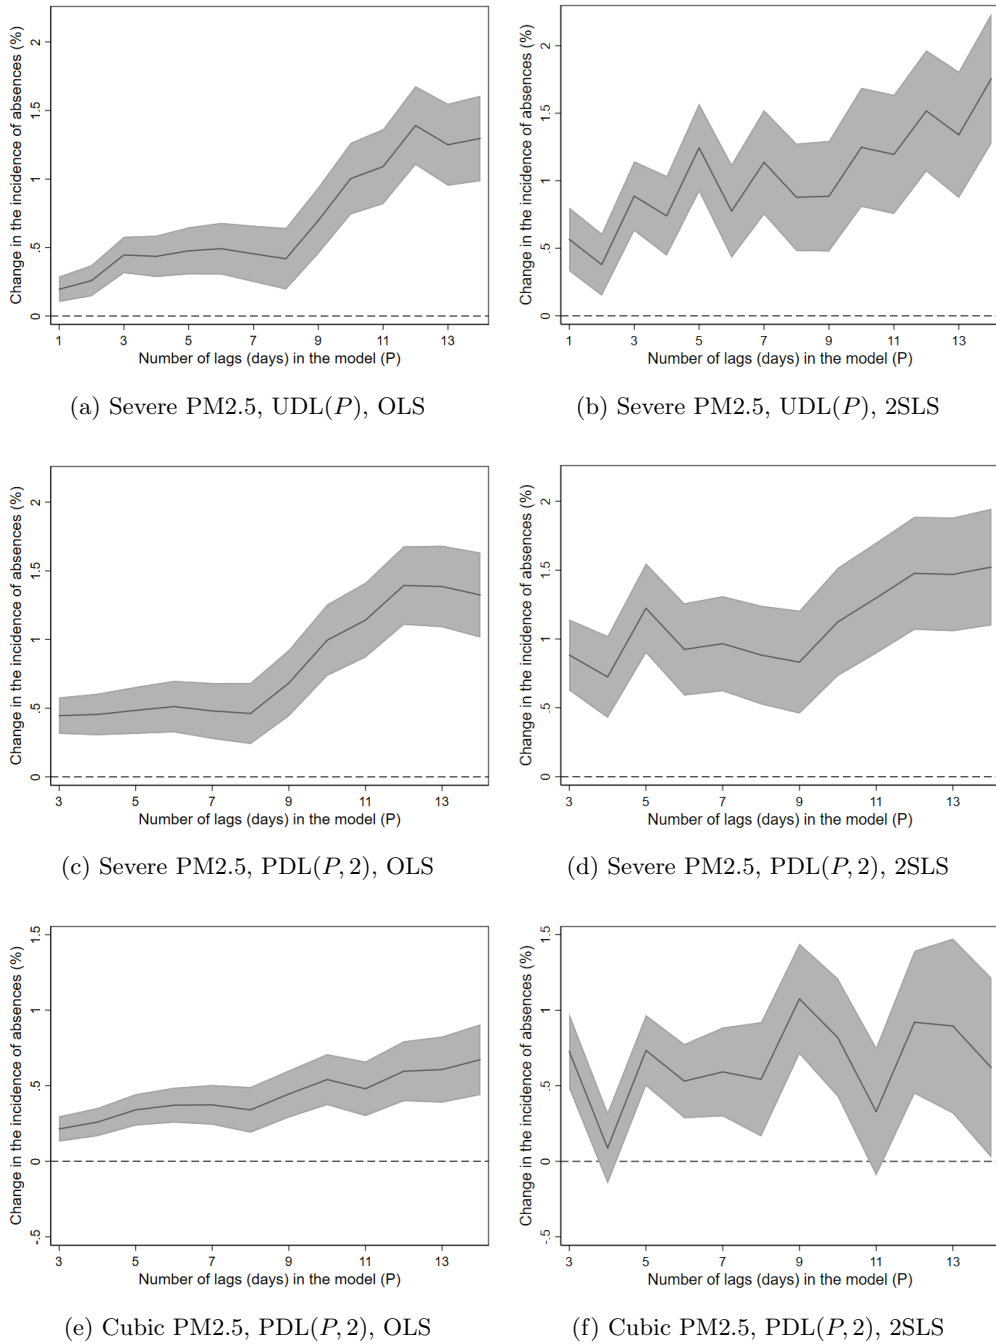 Change in the incidence of absences (%)
2
1.5
1
.5
0
1 3 5 7 9 11 13
Number of lags (days) in the model (P)
(a) Severe PM2.5, UDL(P), OLS
Change in the incidence of absences (%)
2
1.5
1
.5
0
1 3 5 7 9 11 13
Number of lags (days) in the model (P)
(b) Severe PM2.5, UDL(P), 2SLS
Change in the incidence of absences (%)
2
1.5
1
.5
0
3 5 7 9 11 13
Number of lags (days) in the model (P)
(c) Severe PM2.5, PDL(P, 2), OLS
Change in the incidence of absences (%)
2
1.5
1
.5
0
3 5 7 9 11 13
Number of lags (days) in the model (P)
(d) Severe PM2.5, PDL(P, 2), 2SLS
Change in the incidence of absences (%)
1.5
1
.5
0
-.5
3 5 7 9 11 13
Number of lags (days) in the model (P)
(e) Cubic PM2.5, PDL(P, 2), OLS
Change in the incidence of absences (%)
1.5
1
.5
0
-.5
3 5 7 9 11 13
Number of lags (days) in the model (P)
(f) Cubic PM2.5, PDL(P, 2), 2SLS